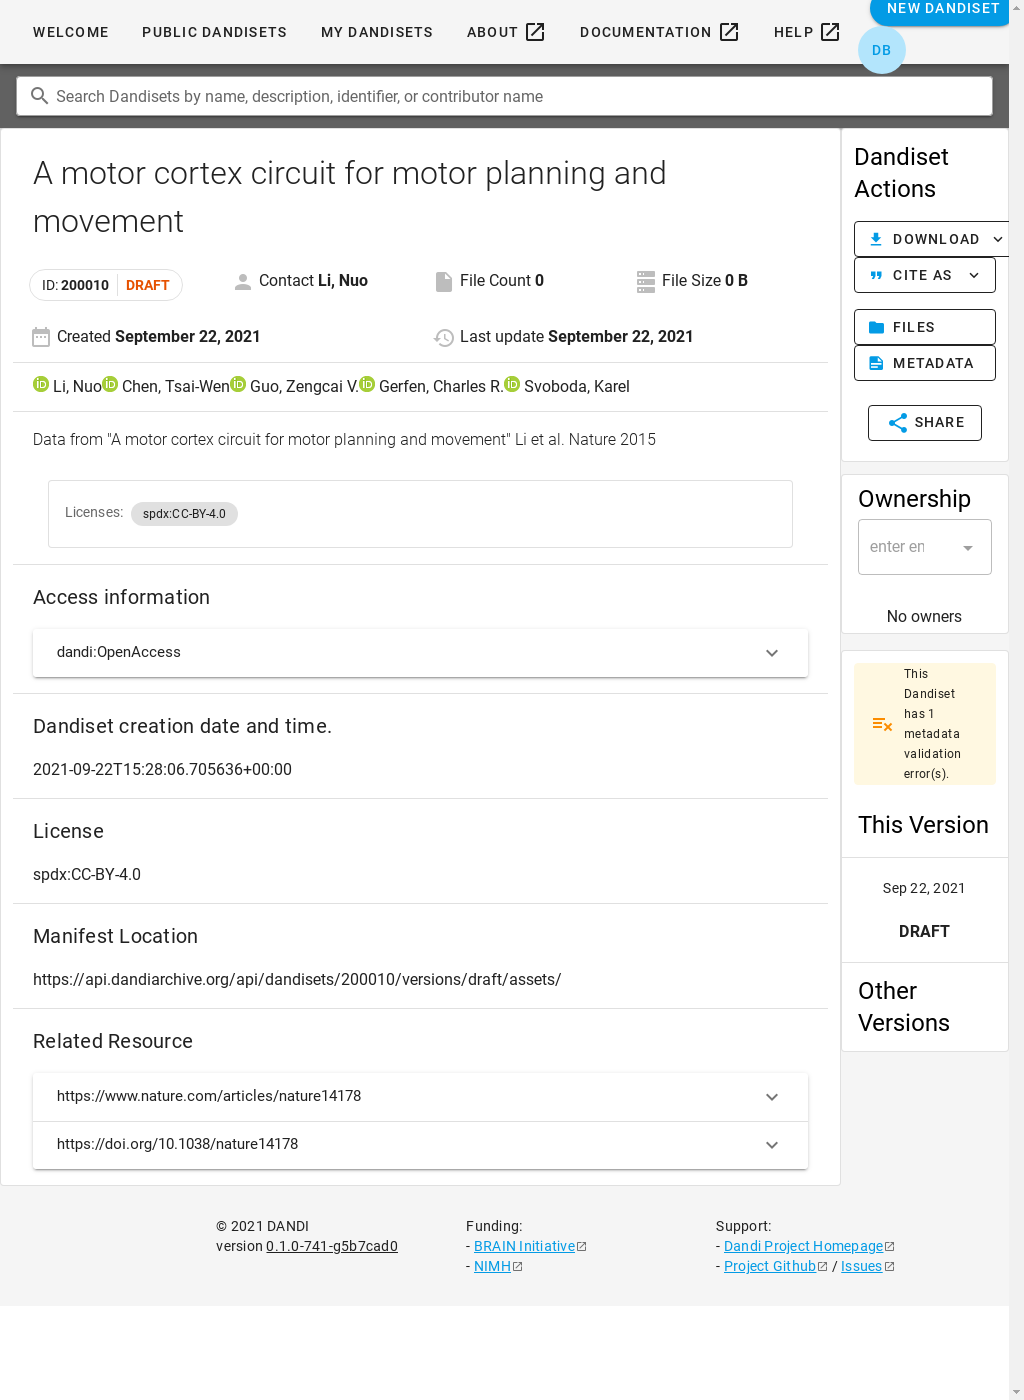 WELCOME
PUBLIC DANDISETS
MY DANDISETS
ABOUT
DOCUMENTATION
HELP
NEW DANDISET
DB
Search Dandisets by name, description, identifier, or contributor name
A motor cortex circuit for motor planning and
movement
ID: 200010 DRAFT
Contact Li, Nuo
File Count 0
File Size 0 B
Created September 22, 2021
Last update September 22, 2021
Li, Nuo Chen, Tsai-Wen Guo, Zengcai V. Gerfen, Charles R. Svoboda, Karel
Data from "A motor cortex circuit for motor planning and movement" Li et al. Nature 2015
Licenses: spdx:CC-BY-4.0
Access information
dandi:OpenAccess
Dandiset creation date and time.
2021-09-22T15:28:06.705636+00:00
License
spdx:CC-BY-4.0
Manifest Location
https://api.dandiarchive.org/api/dandisets/200010/versions/draft/assets/
Related Resource
https://www.nature.com/articles/nature14178
https://doi.org/10.1038/nature14178
Dandiset
Actions
DOWNLOAD
CITE AS
FILES
METADATA
SHARE
Ownership
enter en
No owners
This
Dandiset
has 1
metadata
validation
error(s).
This Version
Sep 22, 2021
DRAFT
Other
Versions
© 2021 DANDI
version 0.1.0-741-g5b7cad0
Funding:
- BRAIN Initiative
- NIMH
Support:
- Dandi Project Homepage
- Project Github / Issues